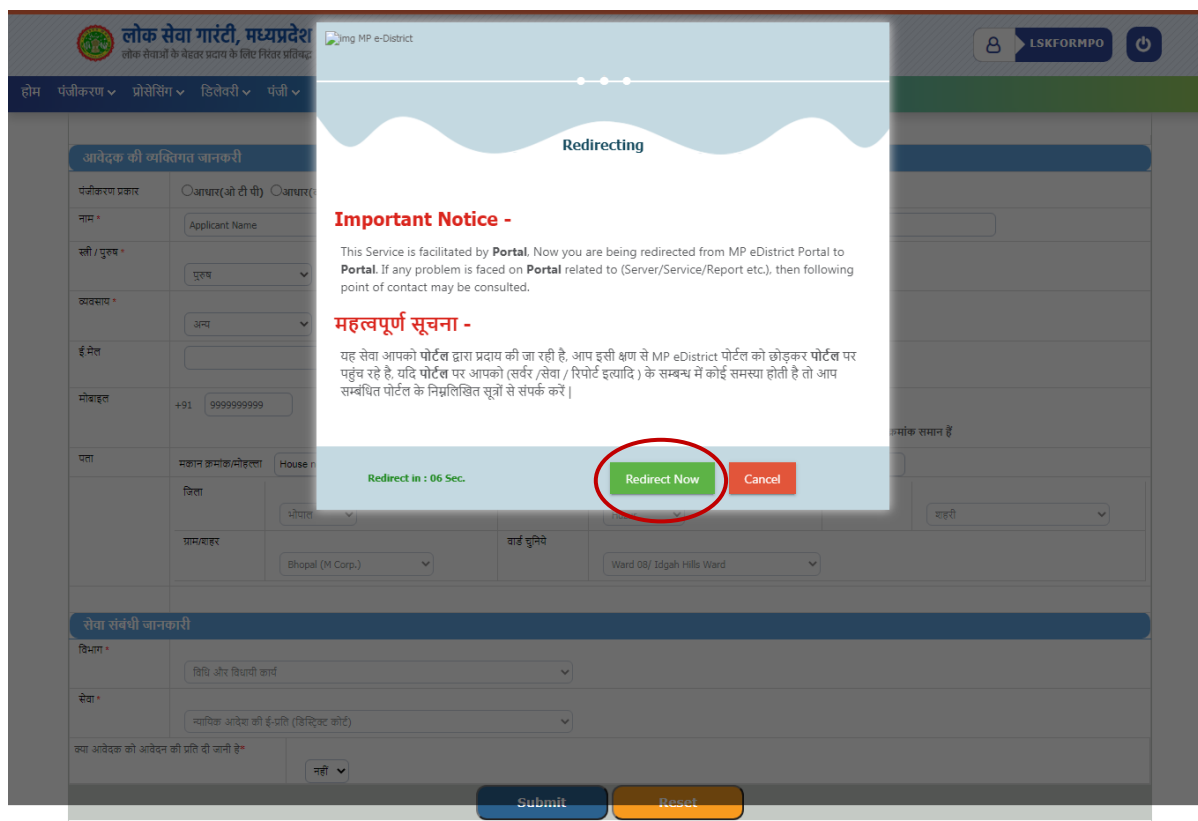 लोक सेवा गारंटी, मध्यप्रदेश
लोक सेवाओं के बेहतर प्रदाय के लिए निरंतर प्रतिबद्ध
LSKFORMPO
होम पंजीकरण प्रोसेसिंग डिलेवरी पंजी
img MP e-District
Redirecting
Important Notice -
This Service is facilitated by Portal, Now you are being redirected from MP eDistrict Portal to
Portal. If any problem is faced on Portal related to (Server/Service/Report etc.), then following
point of contact may be consulted.
महत्वपूर्ण सूचना -
यह सेवा आपको पोर्टल द्वारा प्रदाय की जा रही है, आप इसी क्षण से MP eDistrict पोर्टल को छोड़कर पोर्टल पर
पहुंच रहे है, यदि पोर्टल पर आपको (सर्वर /सेवा / रिपोर्ट इत्यादि ) के सम्बन्ध में कोई समस्या होती है तो आप
सम्बंधित पोर्टल के निम्नलिखित सूत्रों से संपर्क करें |
Redirect in : 06 Sec.
Redirect Now
Cancel
आवेदक की व्यक्तिगत जानकरी
पंजीकरण प्रकार आधार(ओ टी पी) आधार(
नाम * Applicant Name
स्त्री / पुरुष *
पुरुष
व्यवसाय *
अन्य
ई.मेल
मोबाइल +91 9999999999
क्रमांक समान हैं
पता मकान क्रमांक/मोहल्ला House n
जिला
भोपाल शहरी
ग्राम/शहर वार्ड चुनिये
Bhopal (M Corp.) Ward 08/ Idgah Hills Ward
सेवा संबंधी जानकारी
विभाग *
विधि और विधायी कार्य
सेवा *
न्यायिक आदेश की ई-प्रति (डिस्ट्रिक्ट कोर्ट)
क्या आवेदक को आवेदन की प्रति दी जानी है*
नहीं
Submit Reset